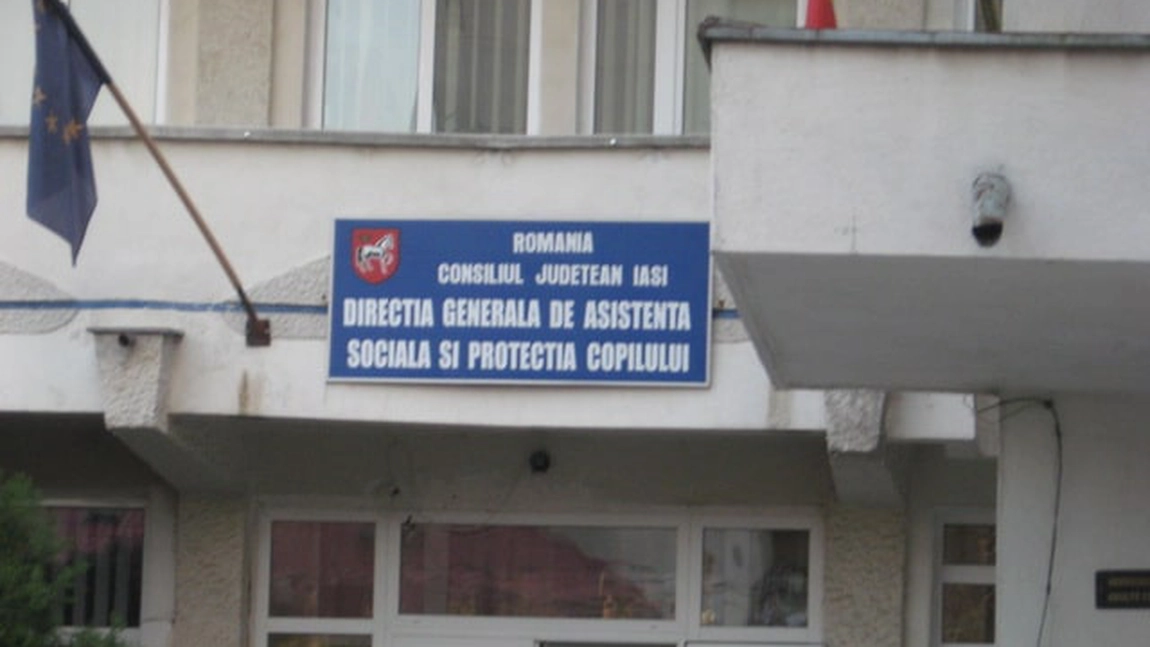 ROMANIA
CONSILIUL JUDETEAN IASI
DIRECTIA GENERALA DE ASISTENTA
SOCIALA SI PROTECTIA COPILULUI